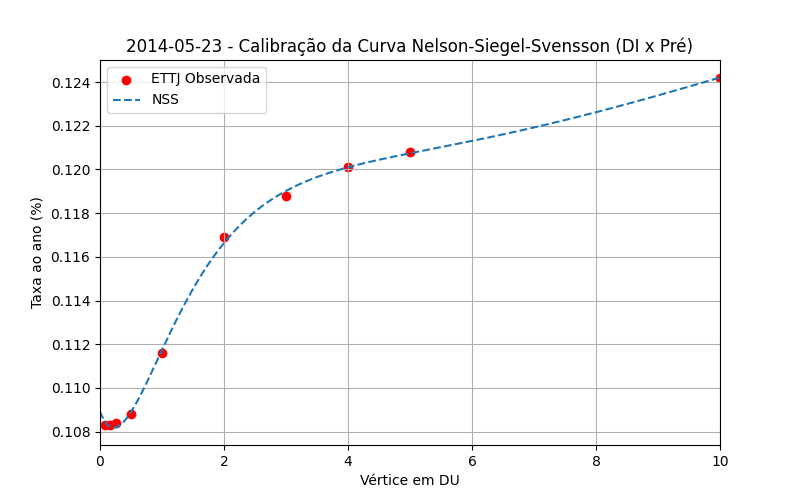 2014-05-23 - Calibração da Curva Nelson-Siegel-Svensson (DI x Pré)
ETTJ Observada
NSS
Taxa ao ano (%)
0.124
0.122
0.120
0.118
0.116
0.114
0.112
0.110
0.108
0 2 4 6 8 10
Vértice em DU